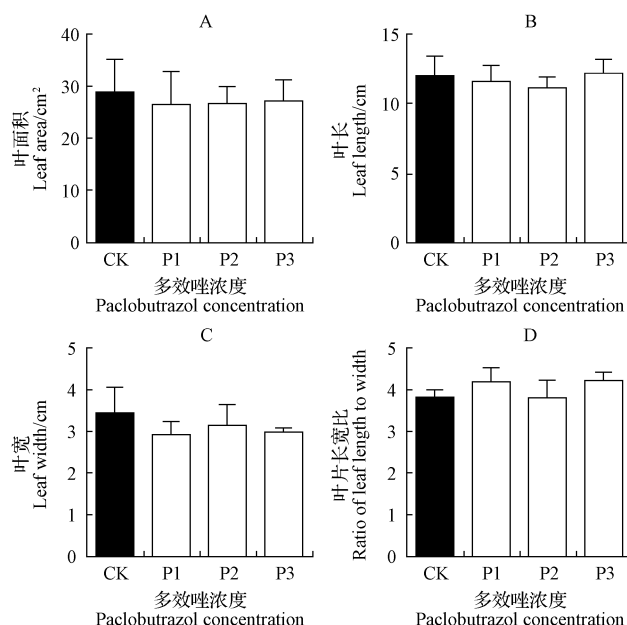 A
叶面积
Leaf area/cm²
40
30
20
10
0
CK P1 P2 P3
多效唑浓度
Paclobutrazol concentration
B
叶长
Leaf length/cm
15
10
5
0
CK P1 P2 P3
多效唑浓度
Paclobutrazol concentration
C
叶宽
Leaf width/cm
5
4
3
2
1
0
CK P1 P2 P3
多效唑浓度
Paclobutrazol concentration
D
叶片长宽比
Ratio of leaf length to width
5
4
3
2
1
0
CK P1 P2 P3
多效唑浓度
Paclobutrazol concentration